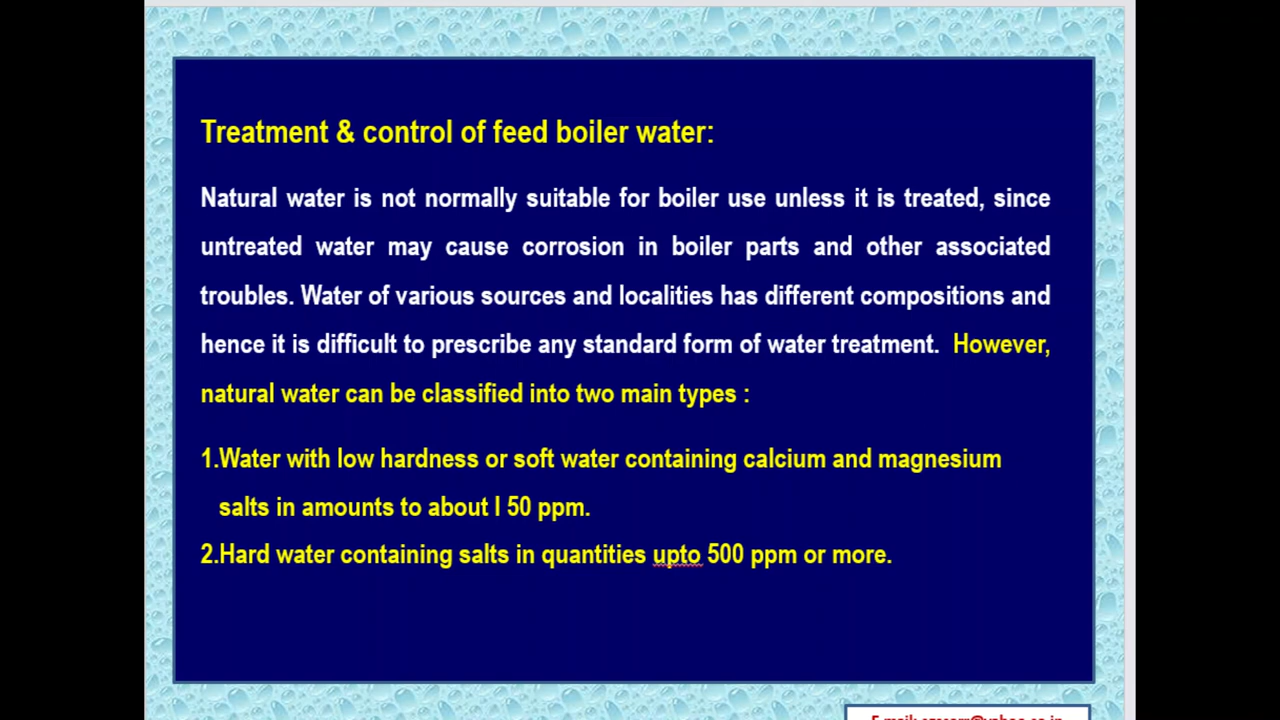 Treatment & control of feed boiler water:
Natural water is not normally suitable for boiler use unless it is treated, since
untreated water may cause corrosion in boiler parts and other associated
troubles. Water of various sources and localities has different compositions and
hence it is difficult to prescribe any standard form of water treatment. However,
natural water can be classified into two main types :
1.Water with low hardness or soft water containing calcium and magnesium
salts in amounts to about l 50 ppm.
2.Hard water containing salts in quantities upto 500 ppm or more.